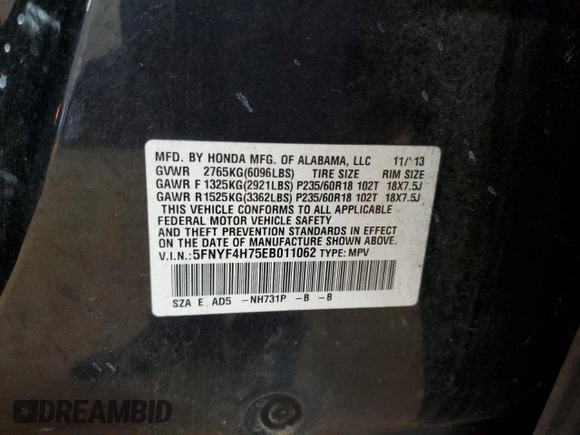 MFD. BY HONDA MFG. OF ALABAMA, LLC 11/'13
GVWR 2765KG(6096LBS) TIRE SIZE RIM SIZE
GAWR F 1325KG(2921LBS) P235/60R18 102T 18X7.5J
GAWR R 1525KG(3362LBS) P235/60R18 102T 18X7.5J
THIS VEHICLE CONFORMS TO ALL APPLICABLE
FEDERAL MOTOR VEHICLE SAFETY
AND THEFT PREVENTION STANDARDS IN EFFECT
ON THE DATE OF MANUFACTURE SHOWN ABOVE.
V.I.N.: 5FNYF4H75EB011062 TYPE: MPV
SZA E AD5 -NH731P -B -B
DREAMBID